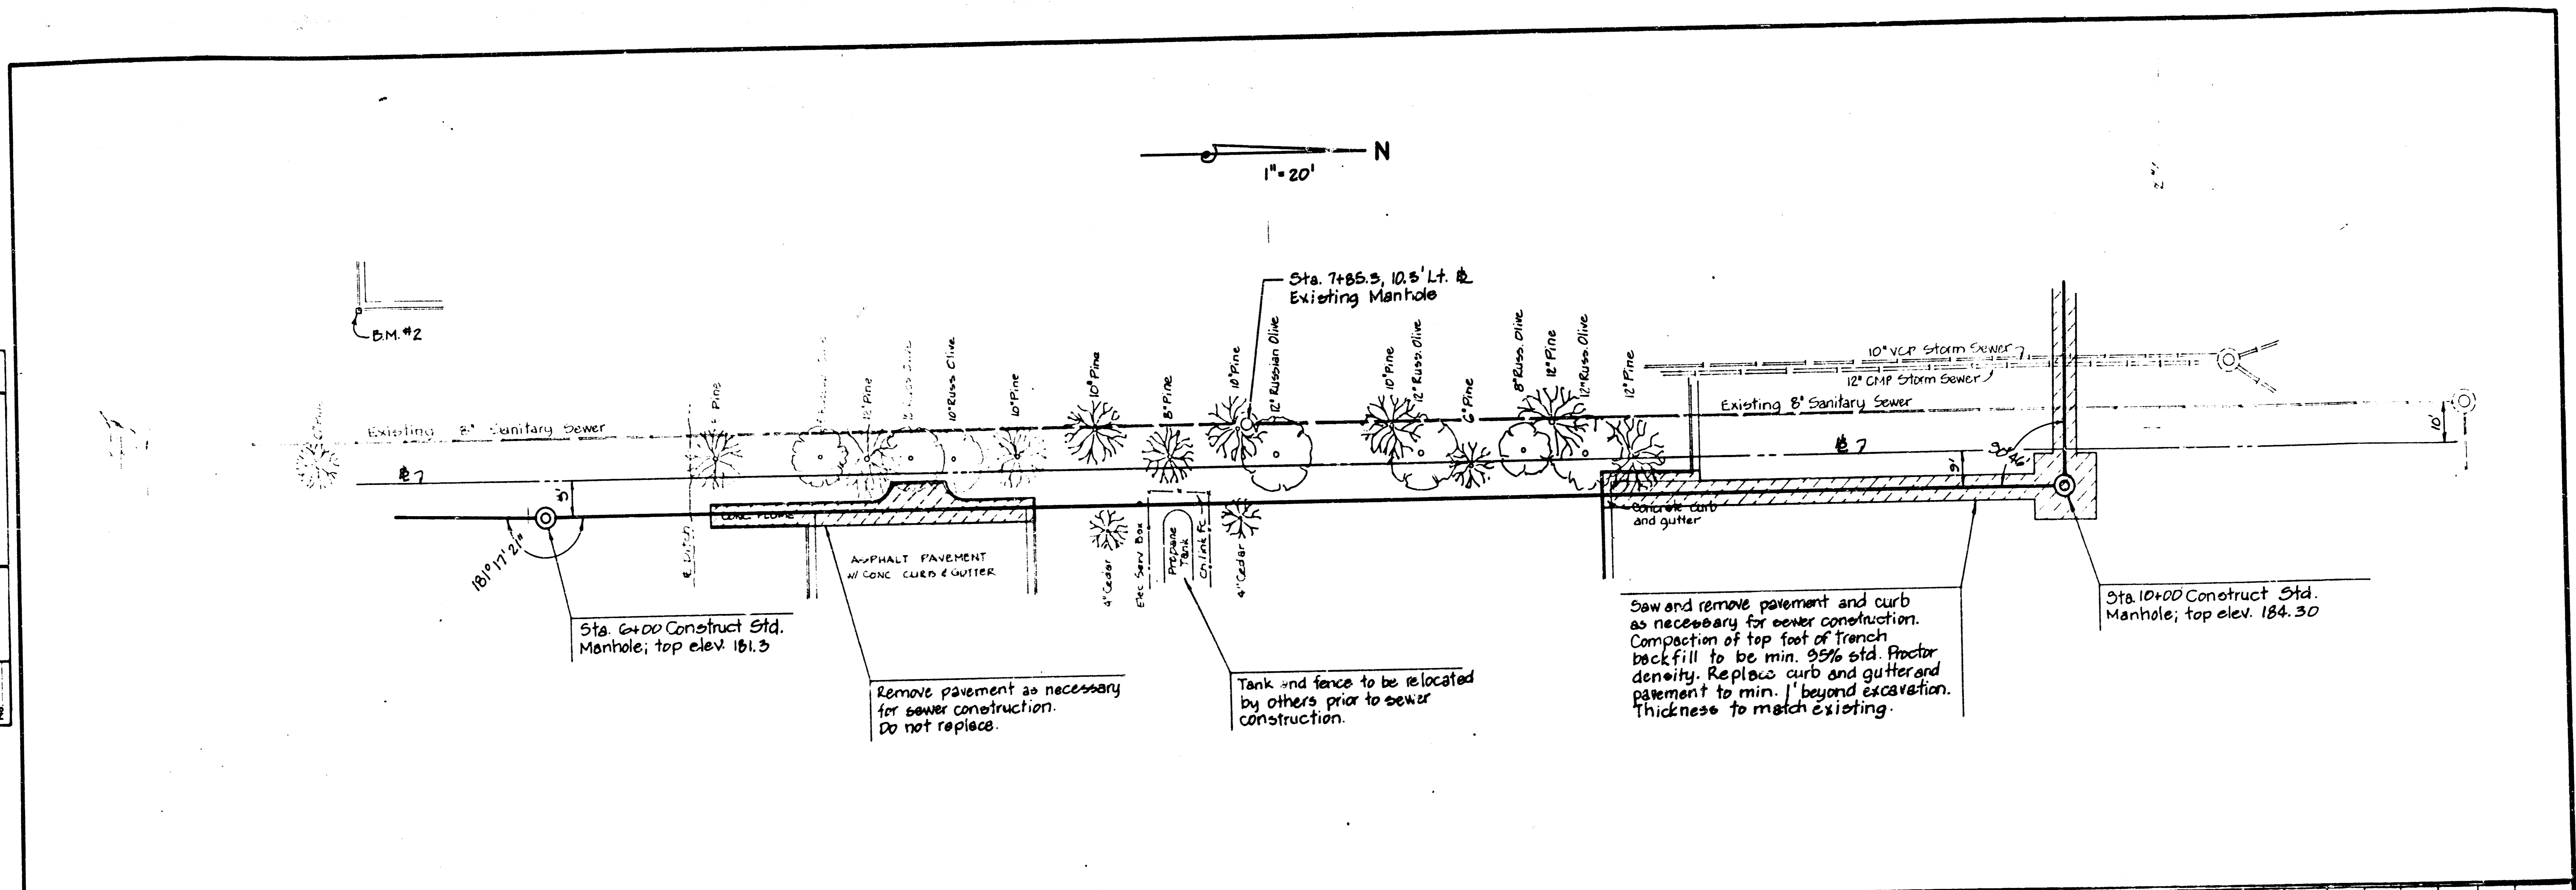 N
1"=20'
Sta. 7+85.3, 10.3' Lt. ⅊
Existing Manhole
B.M. #2
Pine
12" Pine
10" Russ. Olive
10" Pine
10" Pine
8" Pine
10" Pine
12" Russian Olive
10" Pine
12" Russ. Olive
6" Pine
8" Russ. Olive
12" Pine
12" Russ. Olive
12" Pine
10" VCP Storm Sewer
12" CMP Storm Sewer
Existing 8" Sanitary Sewer
Existing 8" Sanitary Sewer
10'
9'
90° 46'
181° 17' 21"
CONC FLUME
℄ Ditch
ASPHALT PAVEMENT
W/ CONC CURB & GUTTER
4" Cedar
Elec Serv Box
Propane
Tank
Ch. link Fc.
4" Cedar
Concrete curb
and gutter
Sta. 6+00 Construct Std.
Manhole; top elev. 181.3
Remove pavement as necessary
for sewer construction.
Do not replace.
Tank and fence to be relocated
by others prior to sewer
construction.
Saw and remove pavement and curb
as necessary for sewer construction.
Compaction of top foot of trench
backfill to be min. 95% std. Proctor
density. Replace curb and gutter and
pavement to min. 1' beyond excavation.
Thickness to match existing.
Sta. 10+00 Construct Std.
Manhole; top elev. 184.30
No.